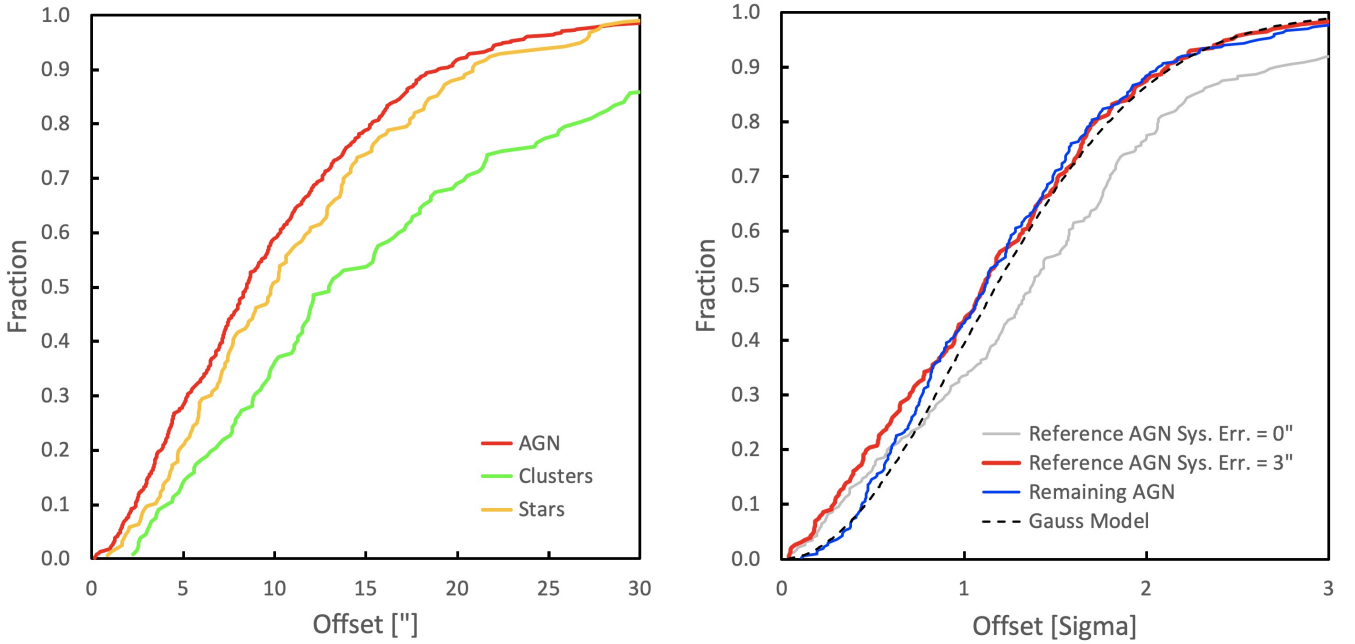 1.0
0.9
0.8
0.7
0.6
0.5
0.4
0.3
0.2
0.1
0.0
Fraction
0 5 10 15 20 25 30
Offset ["]
AGN
Clusters
Stars
1.0
0.9
0.8
0.7
0.6
0.5
0.4
0.3
0.2
0.1
0.0
Fraction
0 1 2 3
Offset [Sigma]
Reference AGN Sys. Err. = 0"
Reference AGN Sys. Err. = 3"
Remaining AGN
Gauss Model